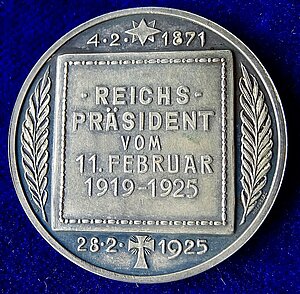 4·2· 1871
·REICHS-
PRÄSIDENT
VOM
11. FEBRUAR
1919-1925
28·2· 1925